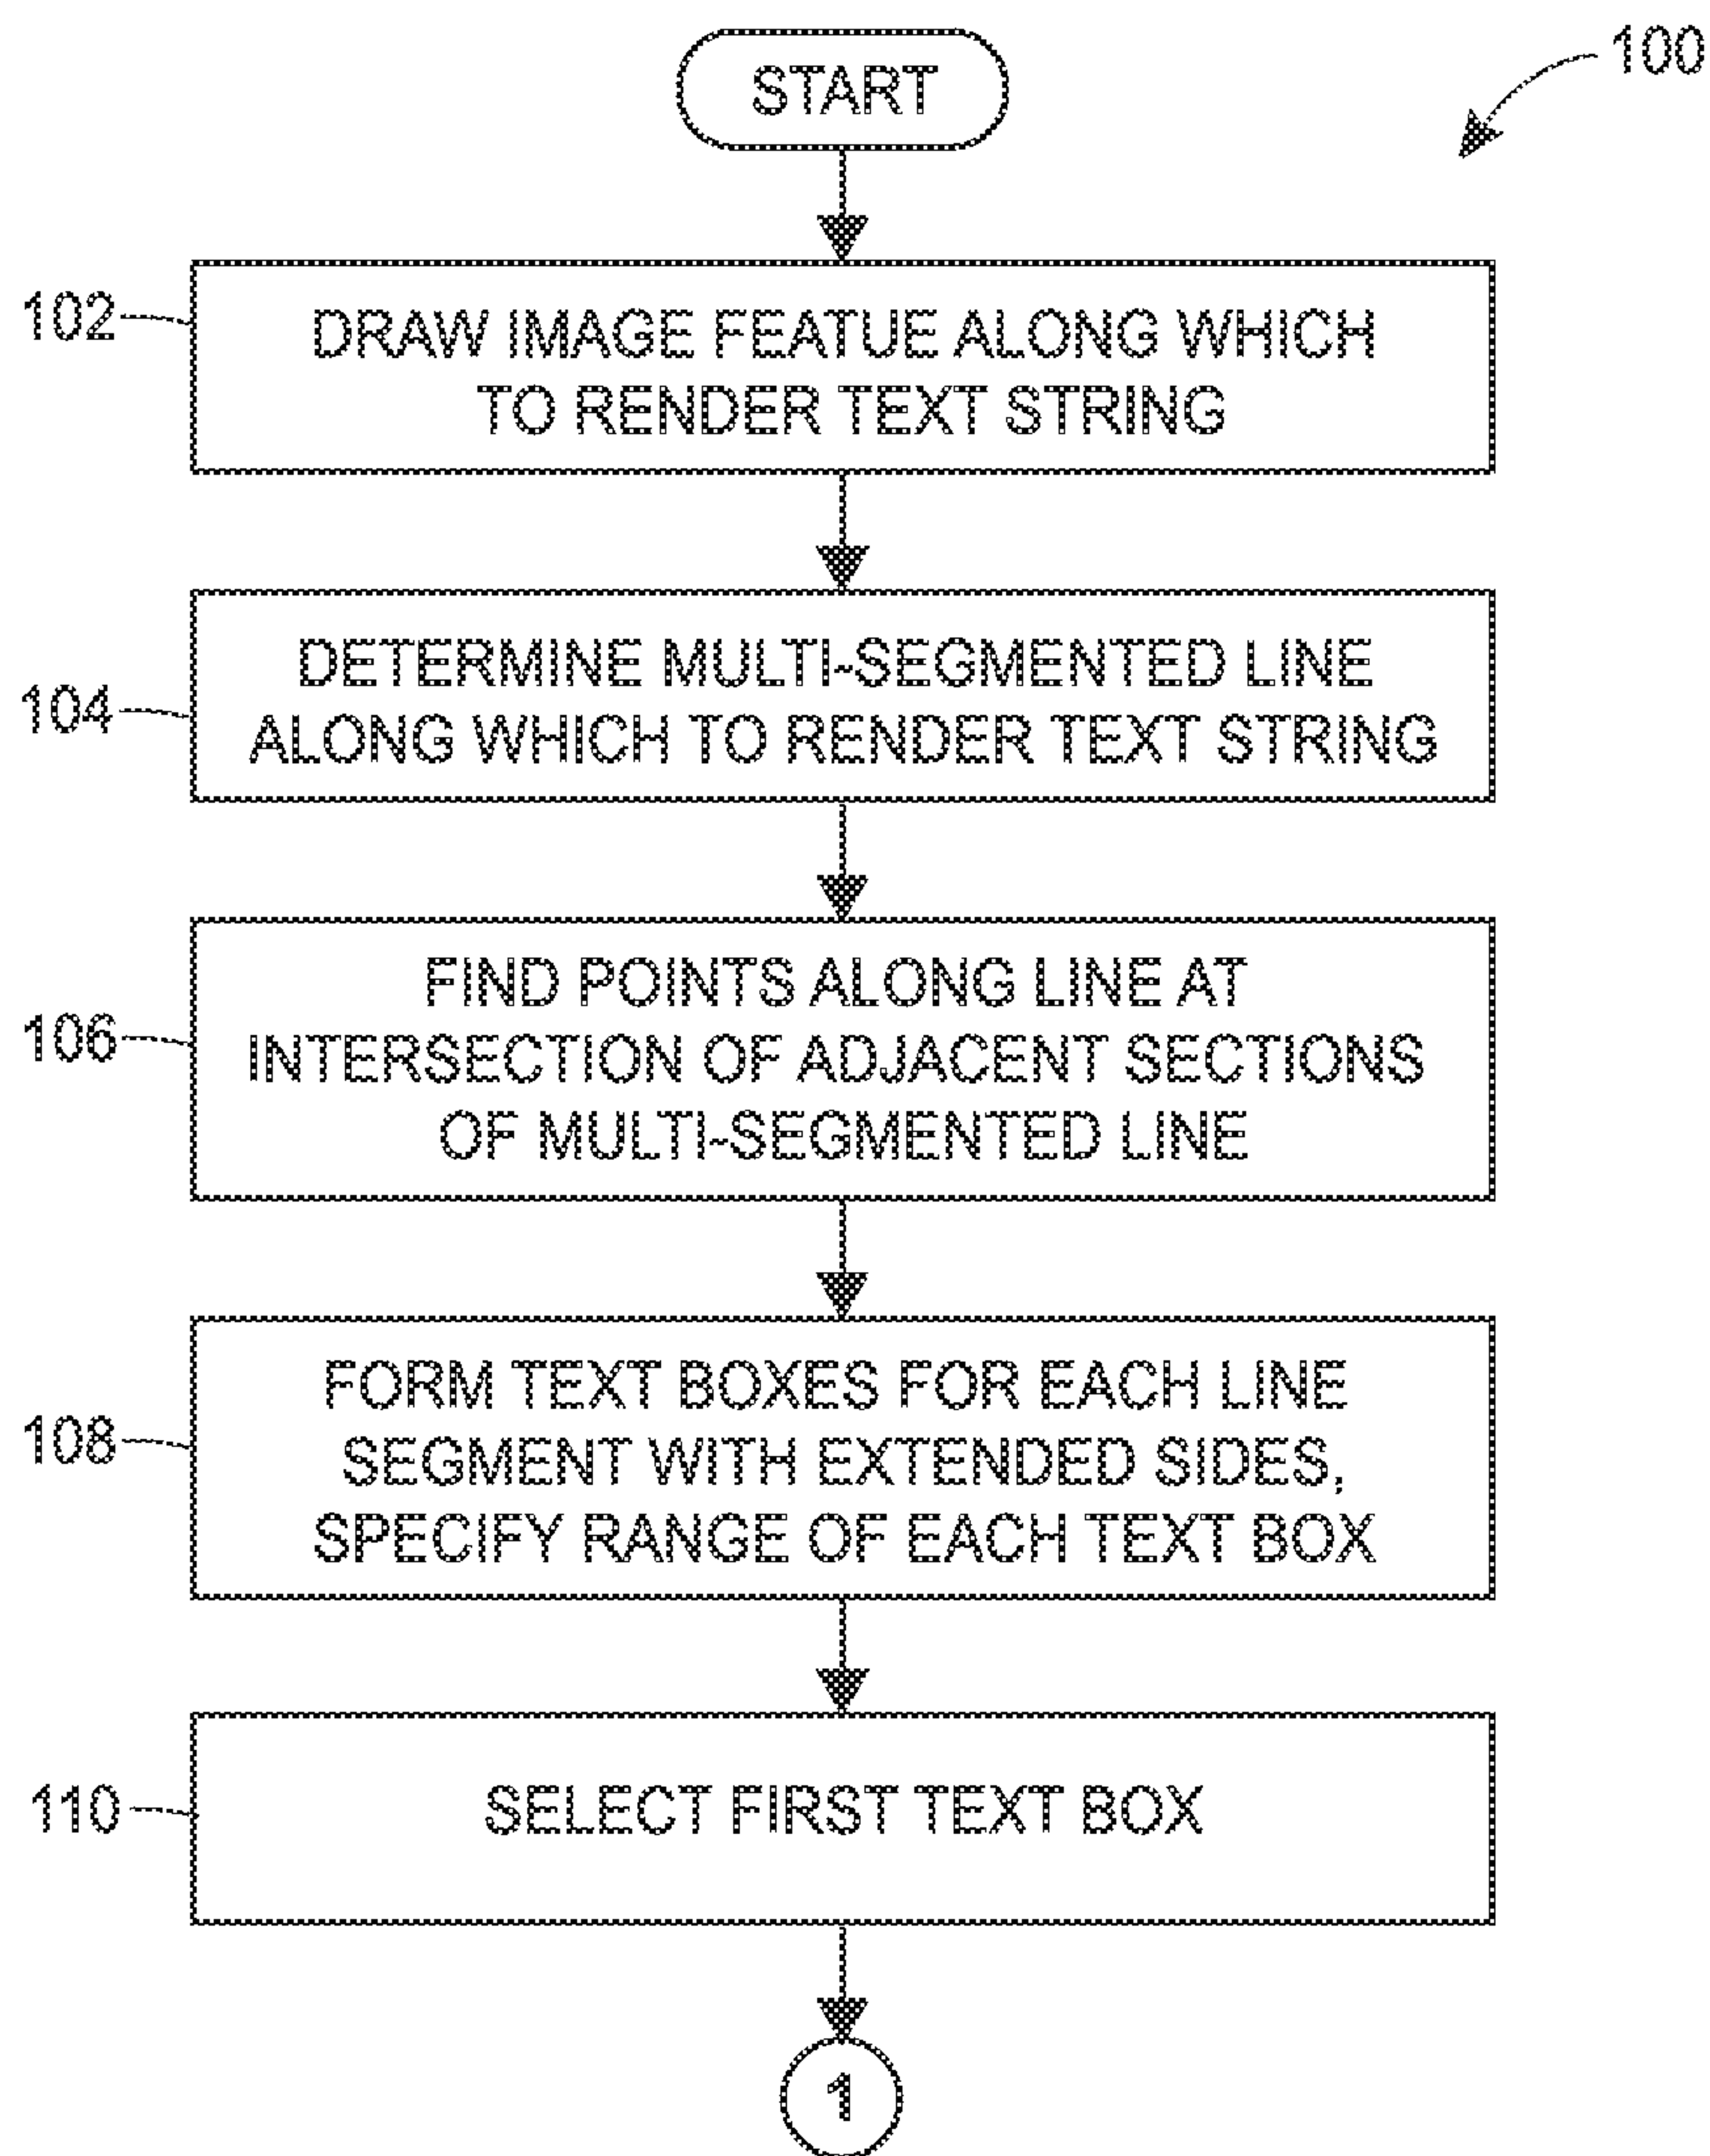 START
100
102
DRAW IMAGE FEATUE ALONG WHICH
TO RENDER TEXT STRING
104
DETERMINE MULTI-SEGMENTED LINE
ALONG WHICH TO RENDER TEXT STRING
106
FIND POINTS ALONG LINE AT
INTERSECTION OF ADJACENT SECTIONS
OF MULTI-SEGMENTED LINE
108
FORM TEXT BOXES FOR EACH LINE
SEGMENT WITH EXTENDED SIDES,
SPECIFY RANGE OF EACH TEXT BOX
110
SELECT FIRST TEXT BOX
1